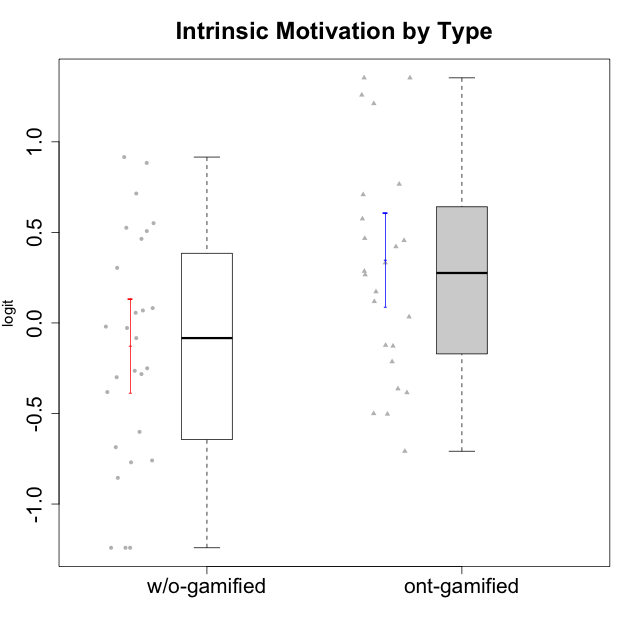 Intrinsic Motivation by Type
logit
1.0
0.5
0.0
-0.5
-1.0
w/o-gamified
ont-gamified